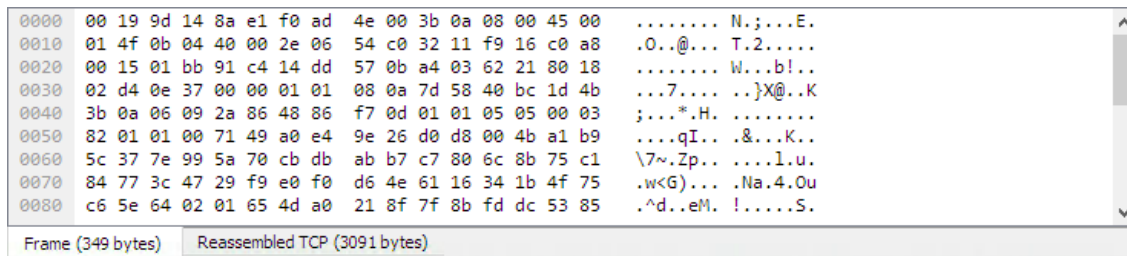 0000 00 19 9d 14 8a e1 f0 ad 4e 00 3b 0a 08 00 45 00 ........ N.;...E.
0010 01 4f 0b 04 40 00 2e 06 54 c0 32 11 f9 16 c0 a8 .O..@... T.2.....
0020 00 15 01 bb 91 c4 14 dd 57 0b a4 03 62 21 80 18 ........ W...b!..
0030 02 d4 0e 37 00 00 01 01 08 0a 7d 58 40 bc 1d 4b ...7.... ..}X@..K
0040 3b 0a 06 09 2a 86 48 86 f7 0d 01 01 05 05 00 03 ;...*.H. ........
0050 82 01 01 00 71 49 a0 e4 9e 26 d0 d8 00 4b a1 b9 ....qI.. .&...K..
0060 5c 37 7e 99 5a 70 cb db ab b7 c7 80 6c 8b 75 c1 \7~.Zp.. ....l.u.
0070 84 77 3c 47 29 f9 e0 f0 d6 4e 61 16 34 1b 4f 75 .w<G)... .Na.4.Ou
0080 c6 5e 64 02 01 65 4d a0 21 8f 7f 8b fd dc 53 85 .^d..eM. !.....S.
Frame (349 bytes) Reassembled TCP (3091 bytes)